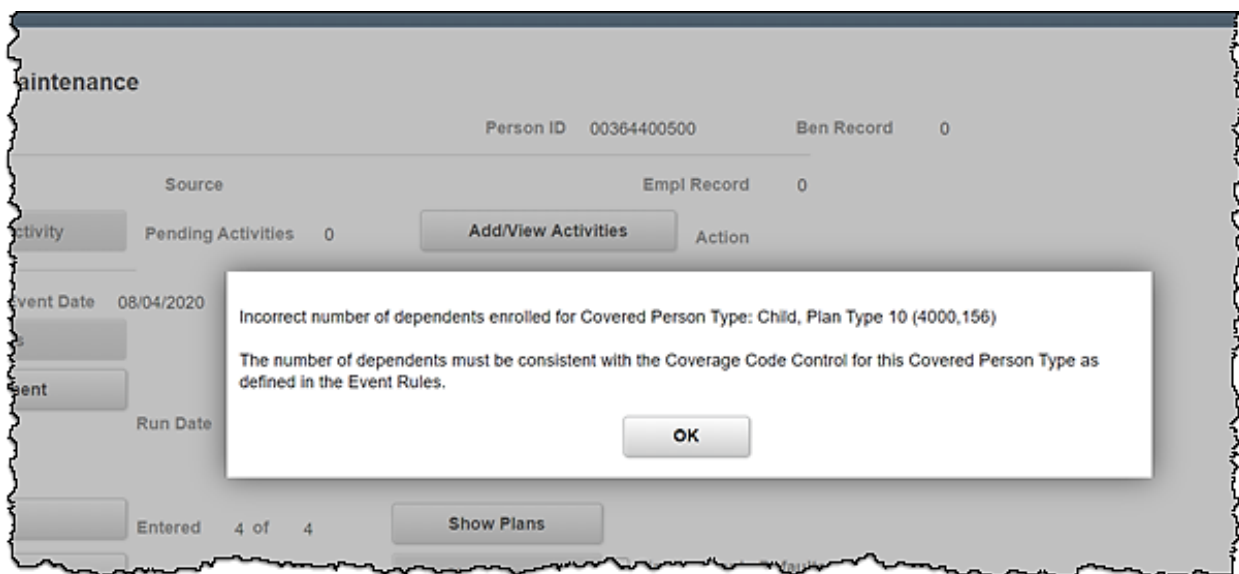 aintenance
Person ID 00364400500 Ben Record 0
Source Empl Record 0
ctivity Pending Activities 0 Add/View Activities Action
Event Date 08/04/2020
s
Incorrect number of dependents enrolled for Covered Person Type: Child, Plan Type 10 (4000,156)
The number of dependents must be consistent with the Coverage Code Control for this Covered Person Type as
defined in the Event Rules.
ent
Run Date
OK
Entered 4 of 4 Show Plans